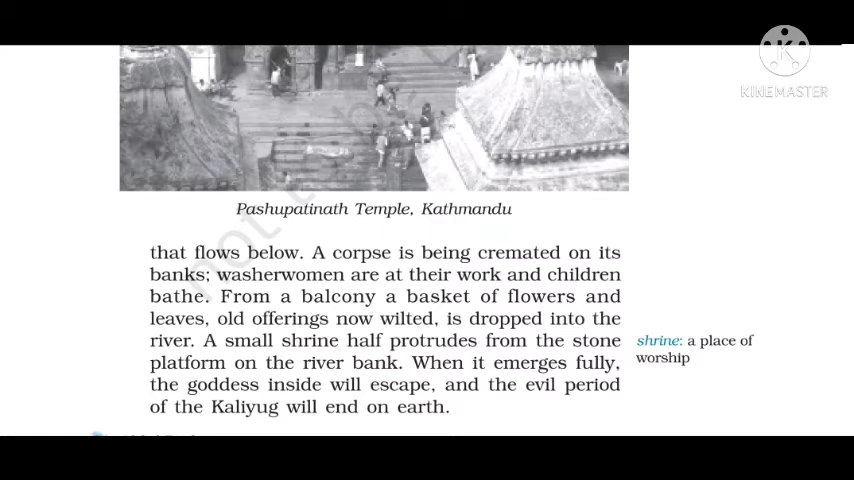 KINEMASTER
Pashupatinath Temple, Kathmandu
that flows below. A corpse is being cremated on its
banks; washerwomen are at their work and children
bathe. From a balcony a basket of flowers and
leaves, old offerings now wilted, is dropped into the
river. A small shrine half protrudes from the stone
platform on the river bank. When it emerges fully,
the goddess inside will escape, and the evil period
of the Kaliyug will end on earth.
shrine: a place of
worship